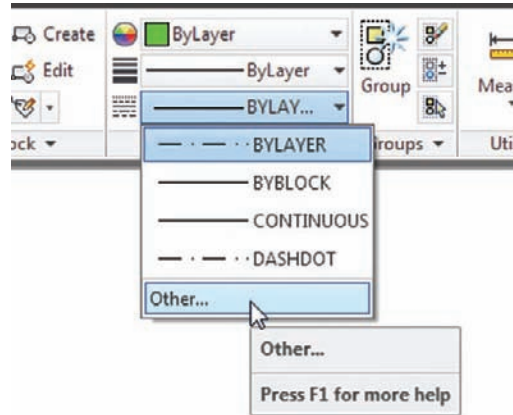 Create
ByLayer
Edit
ByLayer
Group
Mea
BYLAY...
ock
Groups
Uti
BYLAYER
BYBLOCK
CONTINUOUS
DASHDOT
Other...
Other...
Press F1 for more help